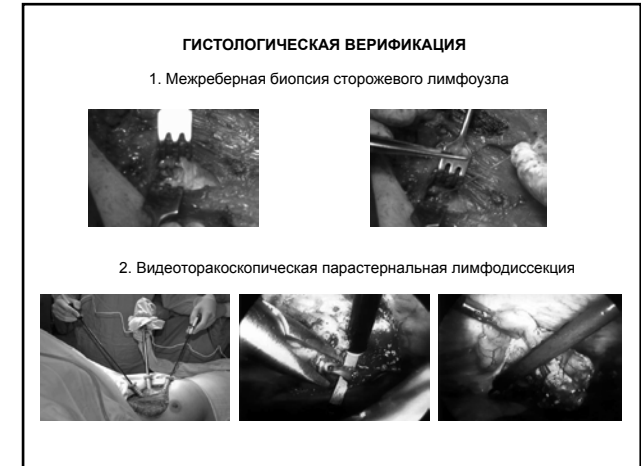 ГИСТОЛОГИЧЕСКАЯ ВЕРИФИКАЦИЯ
1. Межреберная биопсия сторожевого лимфоузла
2. Видеоторакоскопическая парастернальная лимфодиссекция